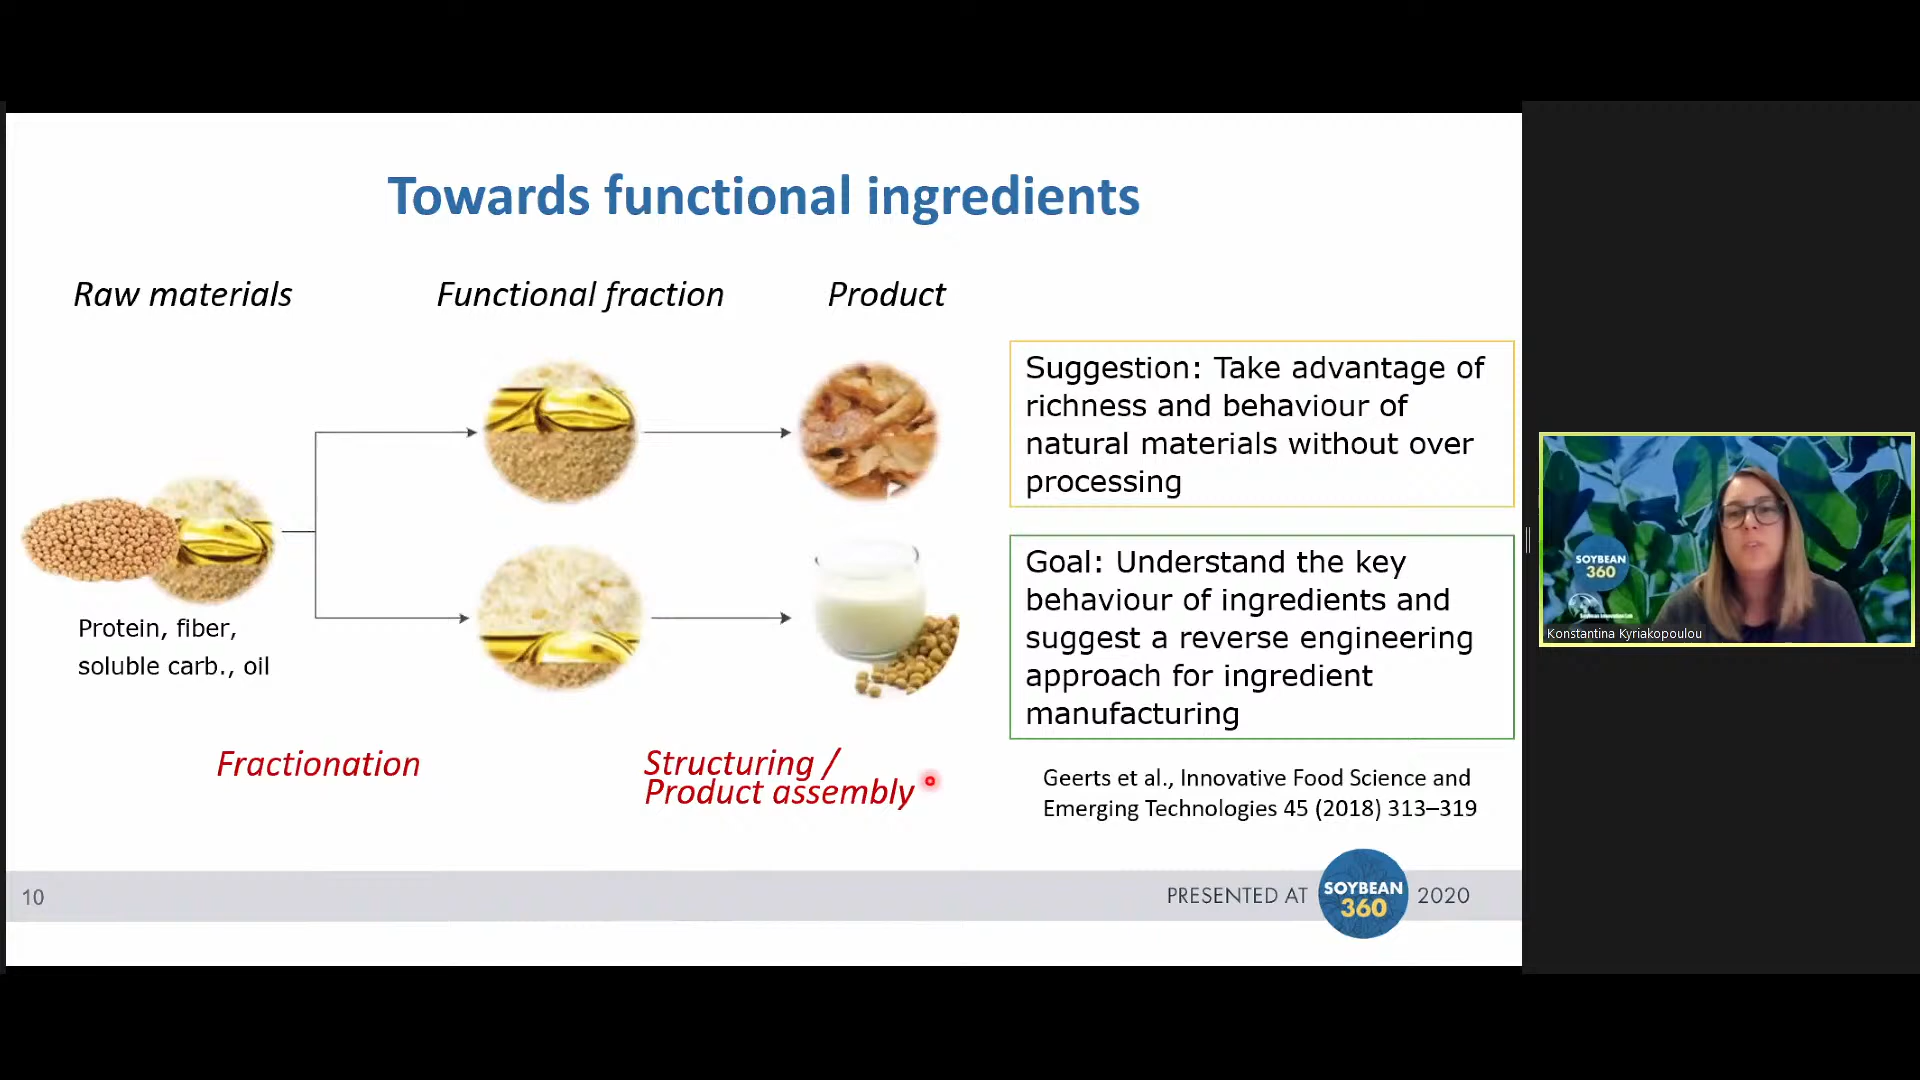 Towards functional ingredients
Raw materials
Functional fraction
Product
Protein, fiber,
soluble carb., oil
Fractionation
Structuring /
Product assembly
Suggestion: Take advantage of
richness and behaviour of
natural materials without over
processing
Goal: Understand the key
behaviour of ingredients and
suggest a reverse engineering
approach for ingredient
manufacturing
Geerts et al., Innovative Food Science and
Emerging Technologies 45 (2018) 313–319
10
PRESENTED AT
SOYBEAN
360
2020
SOYBEAN
360
Konstantina Kyriakopoulou